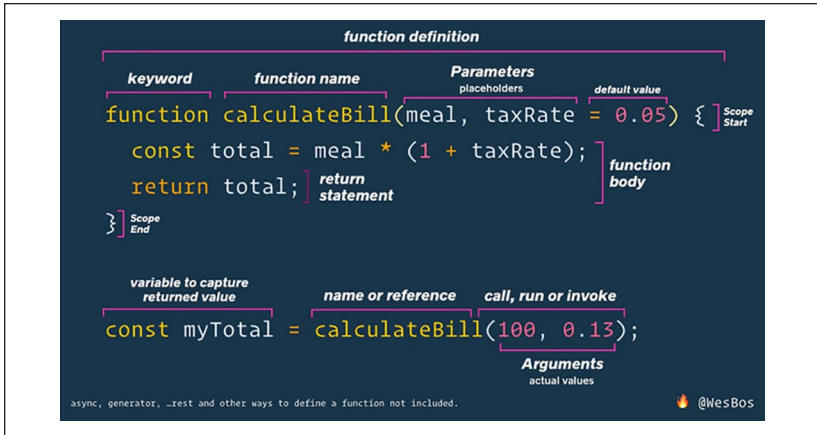 function definition
keyword function name Parameters
placeholders default value
function calculateBill(meal, taxRate = 0.05) {
Scope
Start
const total = meal * (1 + taxRate);
function
body
return total;
return
statement
}
Scope
End
variable to capture
returned value
name or reference call, run or invoke
const myTotal = calculateBill(100, 0.13);
Arguments
actual values
async, generator, …rest and other ways to define a function not included.
🔥 @WesBos